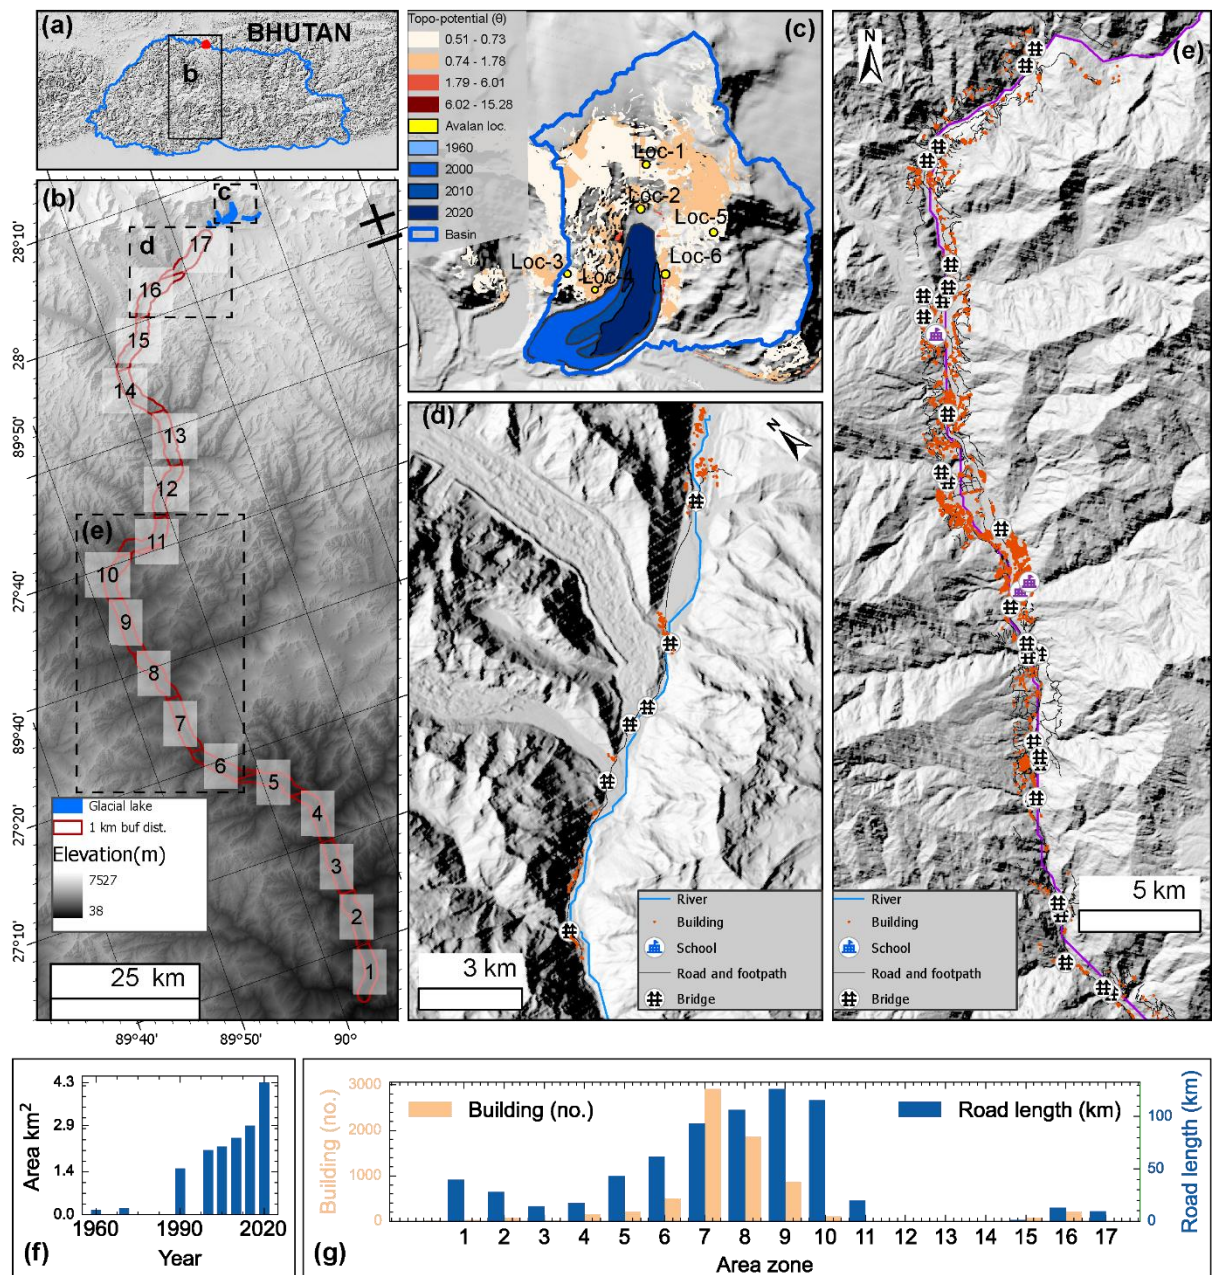 (a)
BHUTAN
b
(b)
c
d
17
16
15
14
13
12
(e)
11
10
9
8
7
6
5
4
3
2
1
28°10'
28°
89°50'
27°40'
89°40'
27°20'
27°10'
Glacial lake
1 km buf dist.
Elevation(m)
7527
38
25 km
89°40'
89°50'
90°
Topo-potential (θ)
0.51 - 0.73
0.74 - 1.78
1.79 - 6.01
6.02 - 15.28
Avalan loc.
1960
2000
2010
2020
Basin
(c)
Loc-1
Loc-2
Loc-5
Loc-3
Loc-4
Loc-6
(d)
N
River
Building
School
Road and footpath
Bridge
3 km
N
(e)
5 km
River
Building
School
Road and footpath
Bridge
4.3
2.9
1.4
0.0
Area km²
1960
1990
2020
Year
(f)
Building (no.)
3000
2000
1000
0
Building (no.)
Road length (km)
100
50
0
Road length (km)
1 2 3 4 5 6 7 8 9 10 11 12 13 14 15 16 17
Area zone
(g)